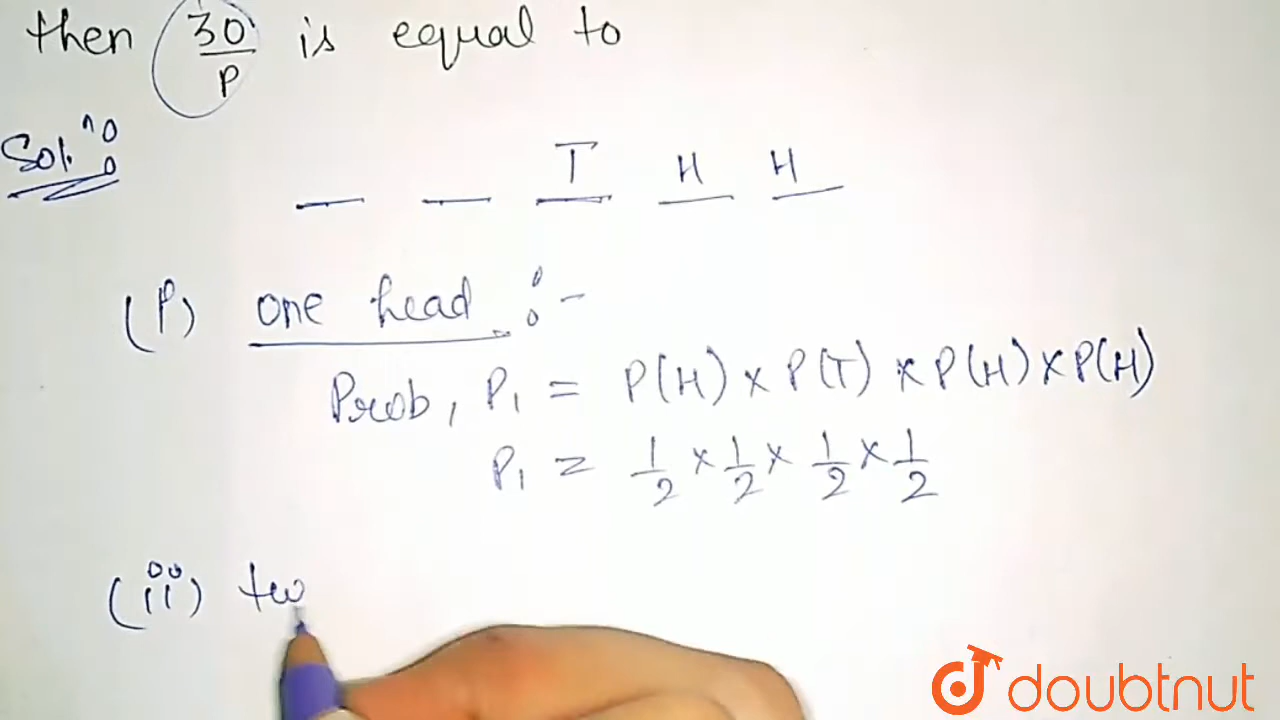 then 30/P is equal to
Soln:
_ _ T H H
(i) one head :-
Prob, P1 = P(H) × P(T) × P(H) × P(H)
P1 = 1/2 × 1/2 × 1/2 × 1/2
(ii) tw
doubtnut